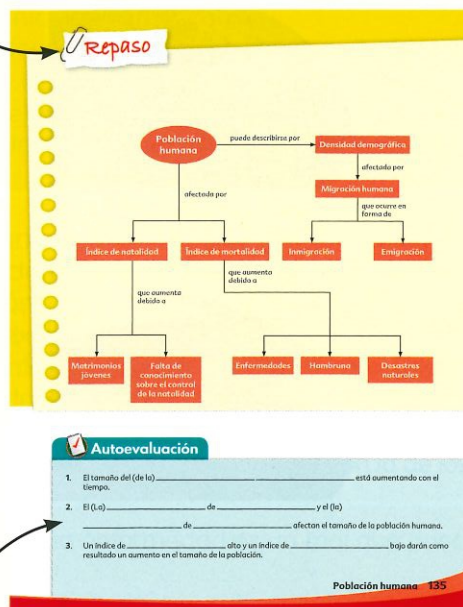 Repaso
Población
humana
puede describirse por
Densidad demográfica
afectada por
Migración humana
que ocurre en
forma de
afectada por
Índice de natalidad
Índice de mortalidad
Inmigración
Emigración
que aumenta
debido a
que aumenta
debido a
Matrimonios
jóvenes
Falta de
conocimiento
sobre el control
de la natalidad
Enfermedades
Hambruna
Desastres
naturales
Autoevaluación
1. El tamaño del (de la) ______ ______ está aumentando con el
tiempo.
2. El (La) ______ de ______ y el (la)
______ de ______ afectan el tamaño de la población humana.
3. Un índice de ______ alto y un índice de ______ bajo darán como
resultado un aumento en el tamaño de la población.
Población humana 135